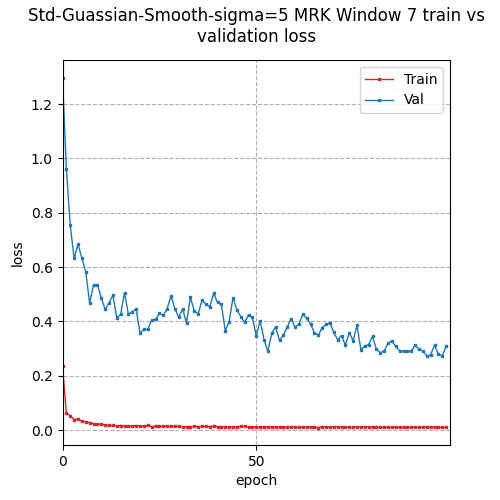 Std-Guassian-Smooth-sigma=5 MRK Window 7 train vs
validation loss
Train
Val
1.2
1.0
0.8
0.6
0.4
0.2
0.0
loss
0
50
epoch